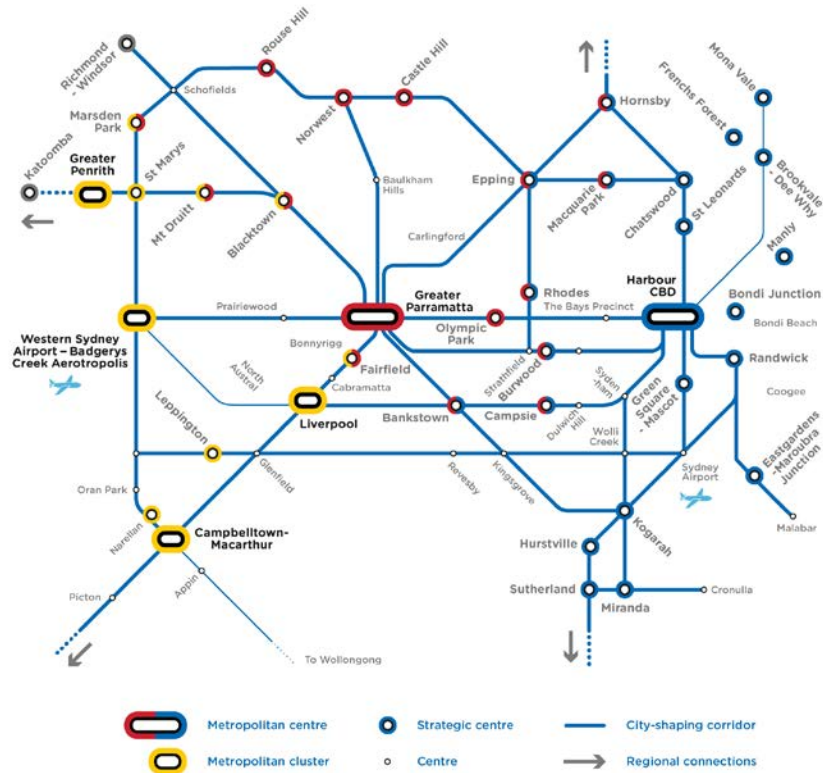 Rouse Hill
Mona Vale
Richmond
- Windsor
Castle Hill
Schofields
Frenchs Forest
Hornsby
Norwest
Marsden
Park
Katoomba
Greater
Penrith
St Marys
Brookvale
- Dee Why
Baulkham
Hills
Epping
Macquarie
Park
Chatswood
St Leonards
Mt Druitt
Blacktown
Carlingford
Manly
Harbour
CBD
Greater
Parramatta
Rhodes
The Bays Precinct
Bondi Junction
Prairiewood
Olympic
Park
Bondi Beach
Western Sydney
Airport – Badgerys
Creek Aerotropolis
Bonnyrigg
Fairfield
Strathfield
Burwood
Randwick
North
Austral
Cabramatta
Syden
-ham
Green
Square
- Mascot
Coogee
Liverpool
Bankstown
Campsie
Dulwich
Hill
Leppington
Wolli
Creek
Eastgardens
-Maroubra
Junction
Glenfield
Revesby
Kingsgrove
Sydney
Airport
Oran Park
Narellan
Campbelltown-
Macarthur
Kogarah
Malabar
Hurstville
Appin
Picton
Sutherland
Miranda
Cronulla
To Wollongong
Metropolitan centre
Strategic centre
City-shaping corridor
Metropolitan cluster
Centre
Regional connections